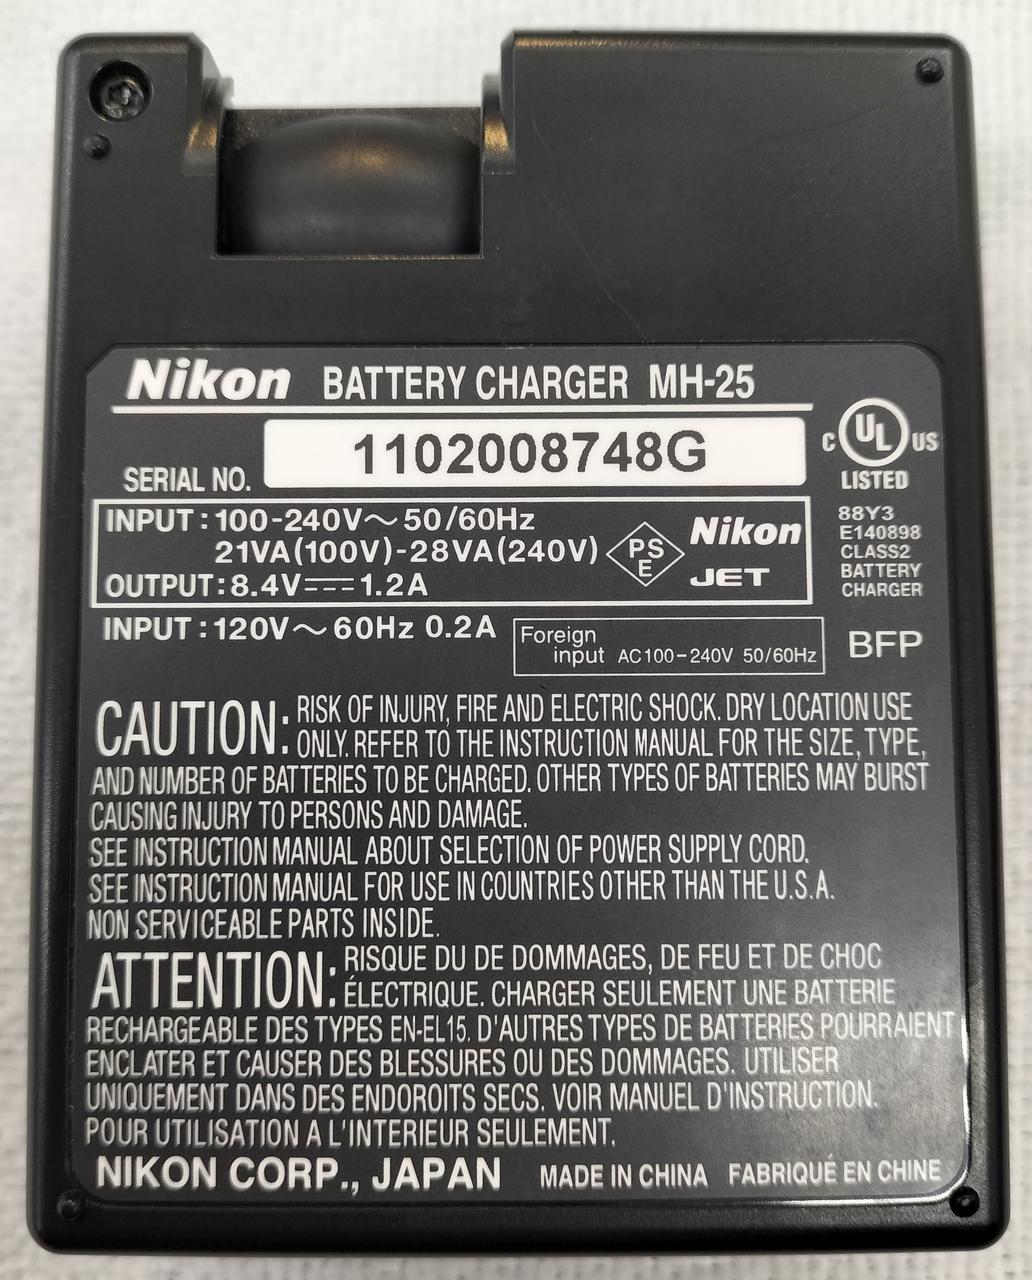 Nikon BATTERY CHARGER MH-25
SERIAL NO. 1102008748G
C UL US
LISTED
88Y3
E140898
CLASS2
BATTERY
CHARGER
INPUT : 100-240V～50/60Hz
21VA(100V)-28VA(240V)
OUTPUT: 8.4V⎓1.2A
PS
E
Nikon
JET
INPUT : 120V～60Hz 0.2A
Foreign
input AC100-240V 50/60Hz
BFP
CAUTION: RISK OF INJURY, FIRE AND ELECTRIC SHOCK. DRY LOCATION USE
ONLY. REFER TO THE INSTRUCTION MANUAL FOR THE SIZE, TYPE,
AND NUMBER OF BATTERIES TO BE CHARGED. OTHER TYPES OF BATTERIES MAY BURST
CAUSING INJURY TO PERSONS AND DAMAGE.
SEE INSTRUCTION MANUAL ABOUT SELECTION OF POWER SUPPLY CORD.
SEE INSTRUCTION MANUAL FOR USE IN COUNTRIES OTHER THAN THE U.S.A.
NON SERVICEABLE PARTS INSIDE.
ATTENTION: RISQUE DU DE DOMMAGES, DE FEU ET DE CHOC
ÉLECTRIQUE. CHARGER SEULEMENT UNE BATTERIE
RECHARGEABLE DES TYPES EN-EL15. D'AUTRES TYPES DE BATTERIES POURRAIENT
ENCLATER ET CAUSER DES BLESSURES OU DES DOMMAGES. UTILISER
UNIQUEMENT DANS DES ENDOROITS SECS. VOIR MANUEL D'INSTRUCTION.
POUR UTILISATION A L'INTERIEUR SEULEMENT.
NIKON CORP., JAPAN MADE IN CHINA FABRIQUÉ EN CHINE